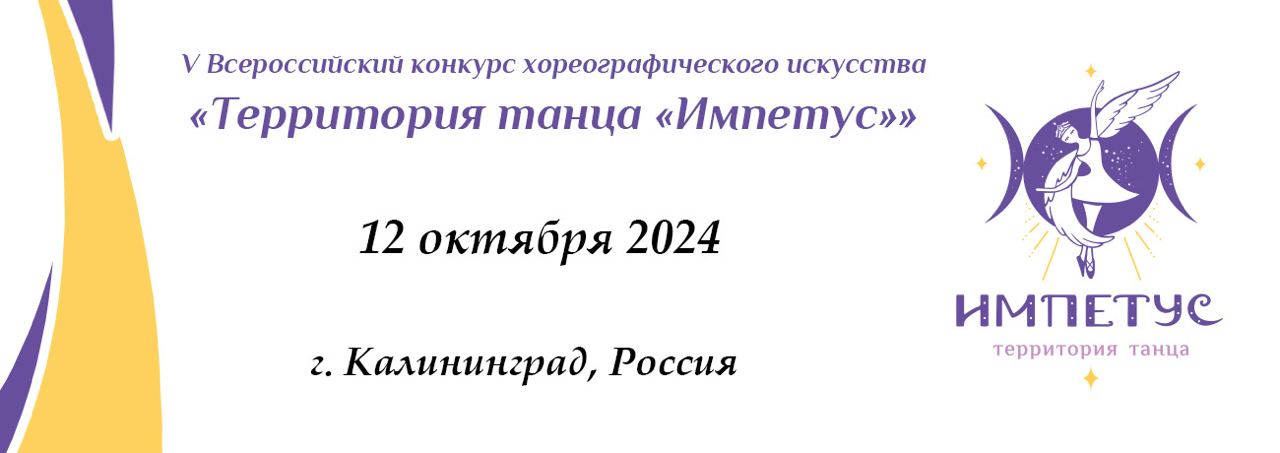 V Всероссийский конкурс хореографического искусства
«Территория танца «Импетус»»
12 октября 2024
г. Калининград, Россия
ИМПЕТУС
территория танца